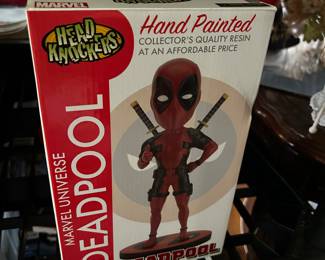 MARVEL
HEAD
KNOCKERS
Hand Painted
COLLECTOR'S QUALITY RESIN
AT AN AFFORDABLE PRICE
MARVEL UNIVERSE
DEADPOOL
DEADPOOL